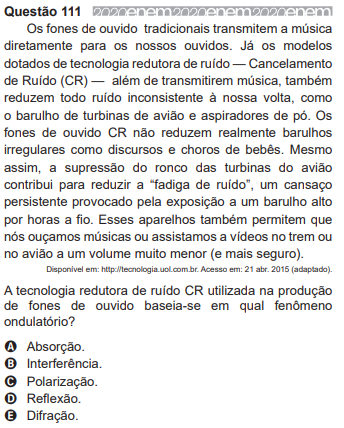 Questão 111 2020enem2020enem2020enem
Os fones de ouvido tradicionais transmitem a música
diretamente para os nossos ouvidos. Já os modelos
dotados de tecnologia redutora de ruído — Cancelamento
de Ruído (CR) — além de transmitirem música, também
reduzem todo ruído inconsistente à nossa volta, como
o barulho de turbinas de avião e aspiradores de pó. Os
fones de ouvido CR não reduzem realmente barulhos
irregulares como discursos e choros de bebês. Mesmo
assim, a supressão do ronco das turbinas do avião
contribui para reduzir a “fadiga de ruído”, um cansaço
persistente provocado pela exposição a um barulho alto
por horas a fio. Esses aparelhos também permitem que
nós ouçamos músicas ou assistamos a vídeos no trem ou
no avião a um volume muito menor (e mais seguro).
Disponível em: http://tecnologia.uol.com.br. Acesso em: 21 abr. 2015 (adaptado).
A tecnologia redutora de ruído CR utilizada na produção
de fones de ouvido baseia-se em qual fenômeno
ondulatório?
A Absorção.
B Interferência.
C Polarização.
D Reflexão.
E Difração.